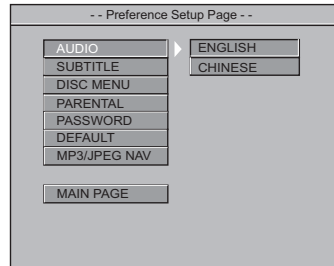 - - Preference Setup Page - -
AUDIO
ENGLISH
SUBTITLE
CHINESE
DISC MENU
PARENTAL
PASSWORD
DEFAULT
MP3/JPEG NAV
MAIN PAGE